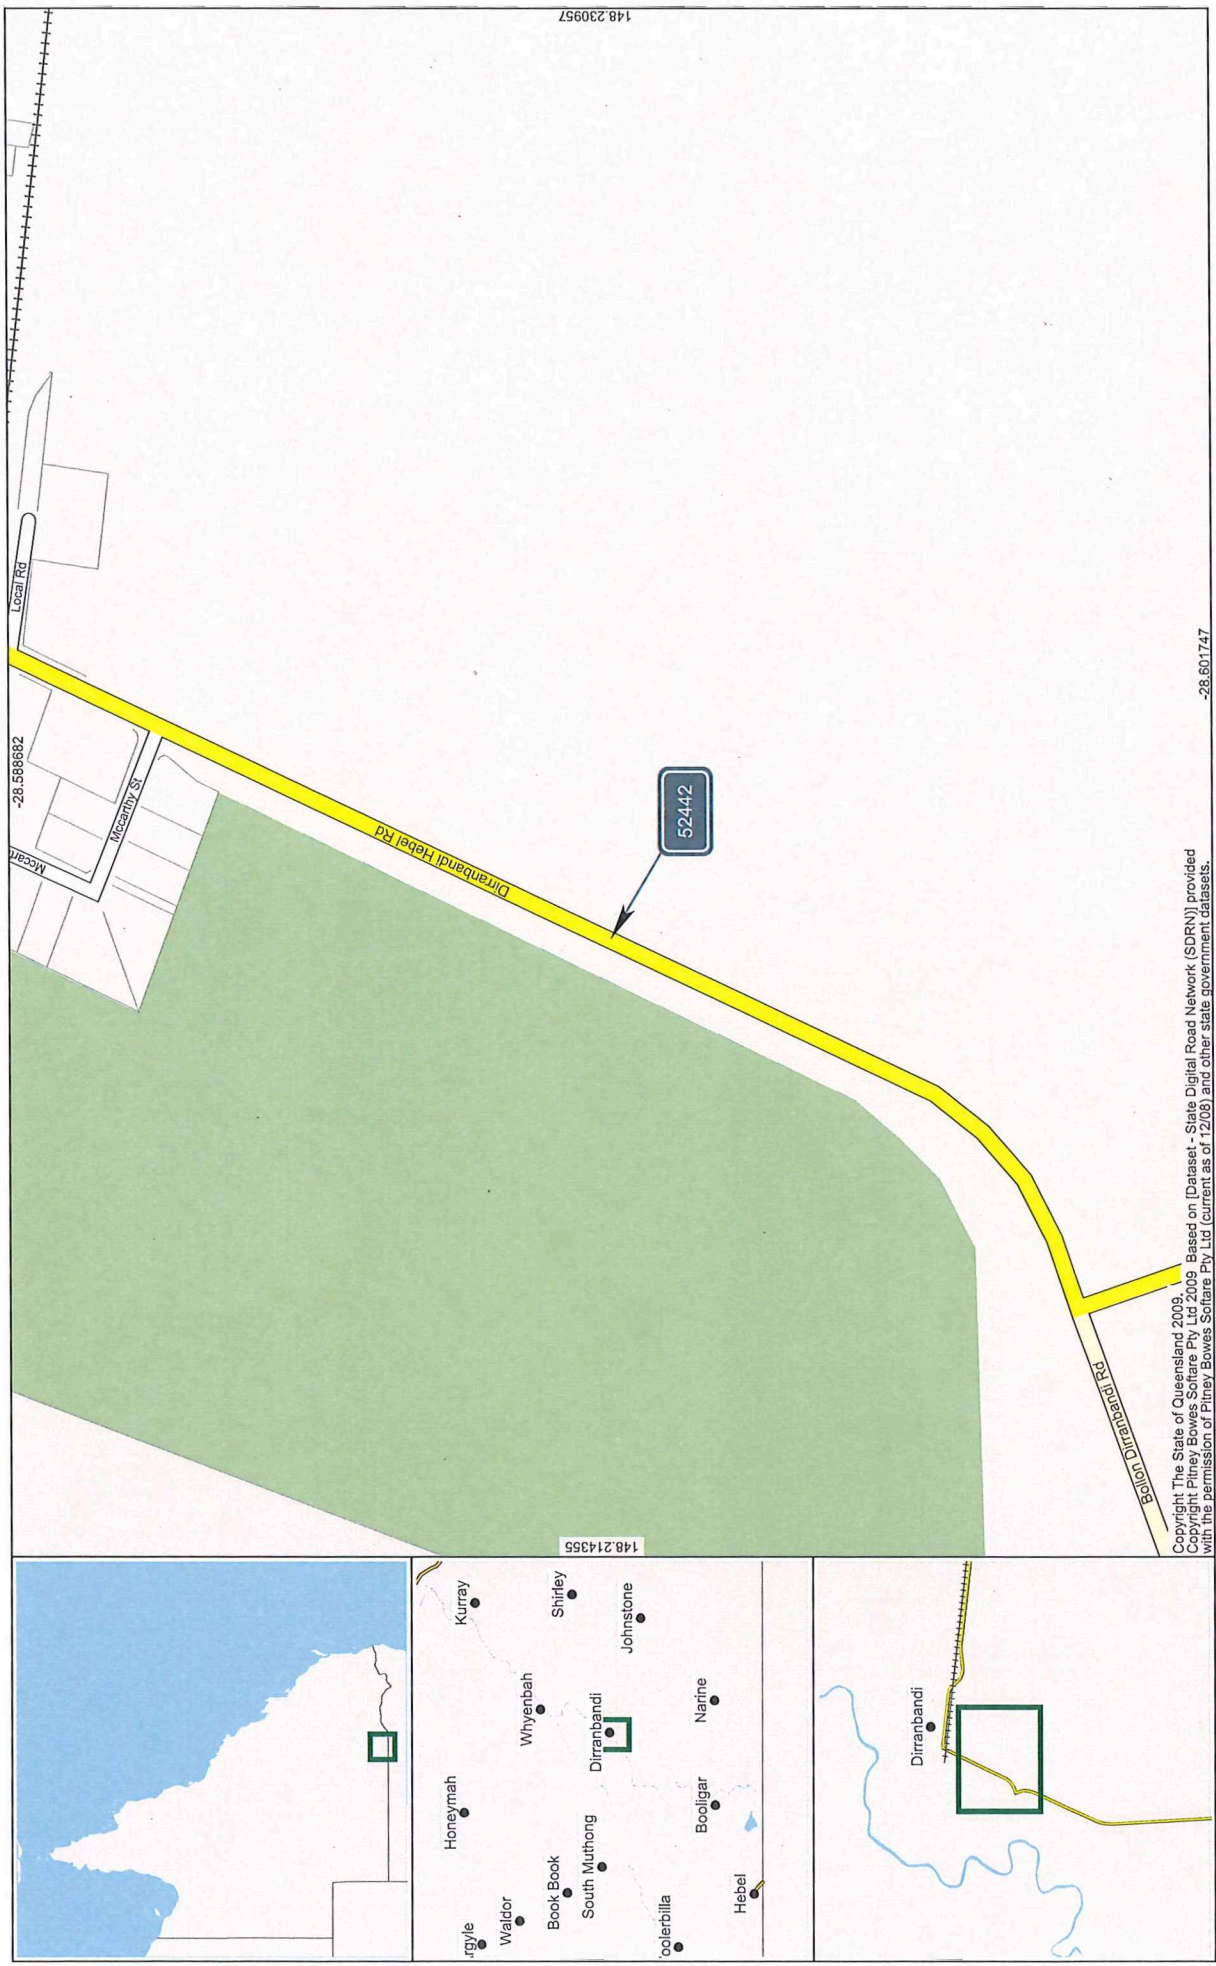 148.230957
Local Rd
-28.588682
Mccarthy St
Mccart
Dirranbandi Hebel Rd
52442
-28.601747
Bollon Dirranbandi Rd
148.214355
Copyright The State of Queensland 2009.
Copyright Pitney Bowes Softare Pty Ltd 2009. Based on [Dataset - State Digital Road Network (SDRN)] provided
with the permission of Pitney Bowes Softare Pty Ltd (current as of 12/08) and other state government datasets.
Kurray
Shirley
Johnstone
Whyenbah
Dirranbandi
Narine
Honeymah
South Muthong
Booligar
Book Book
Waldor
rgyle
oolerbilla
Hebel
Dirranbandi